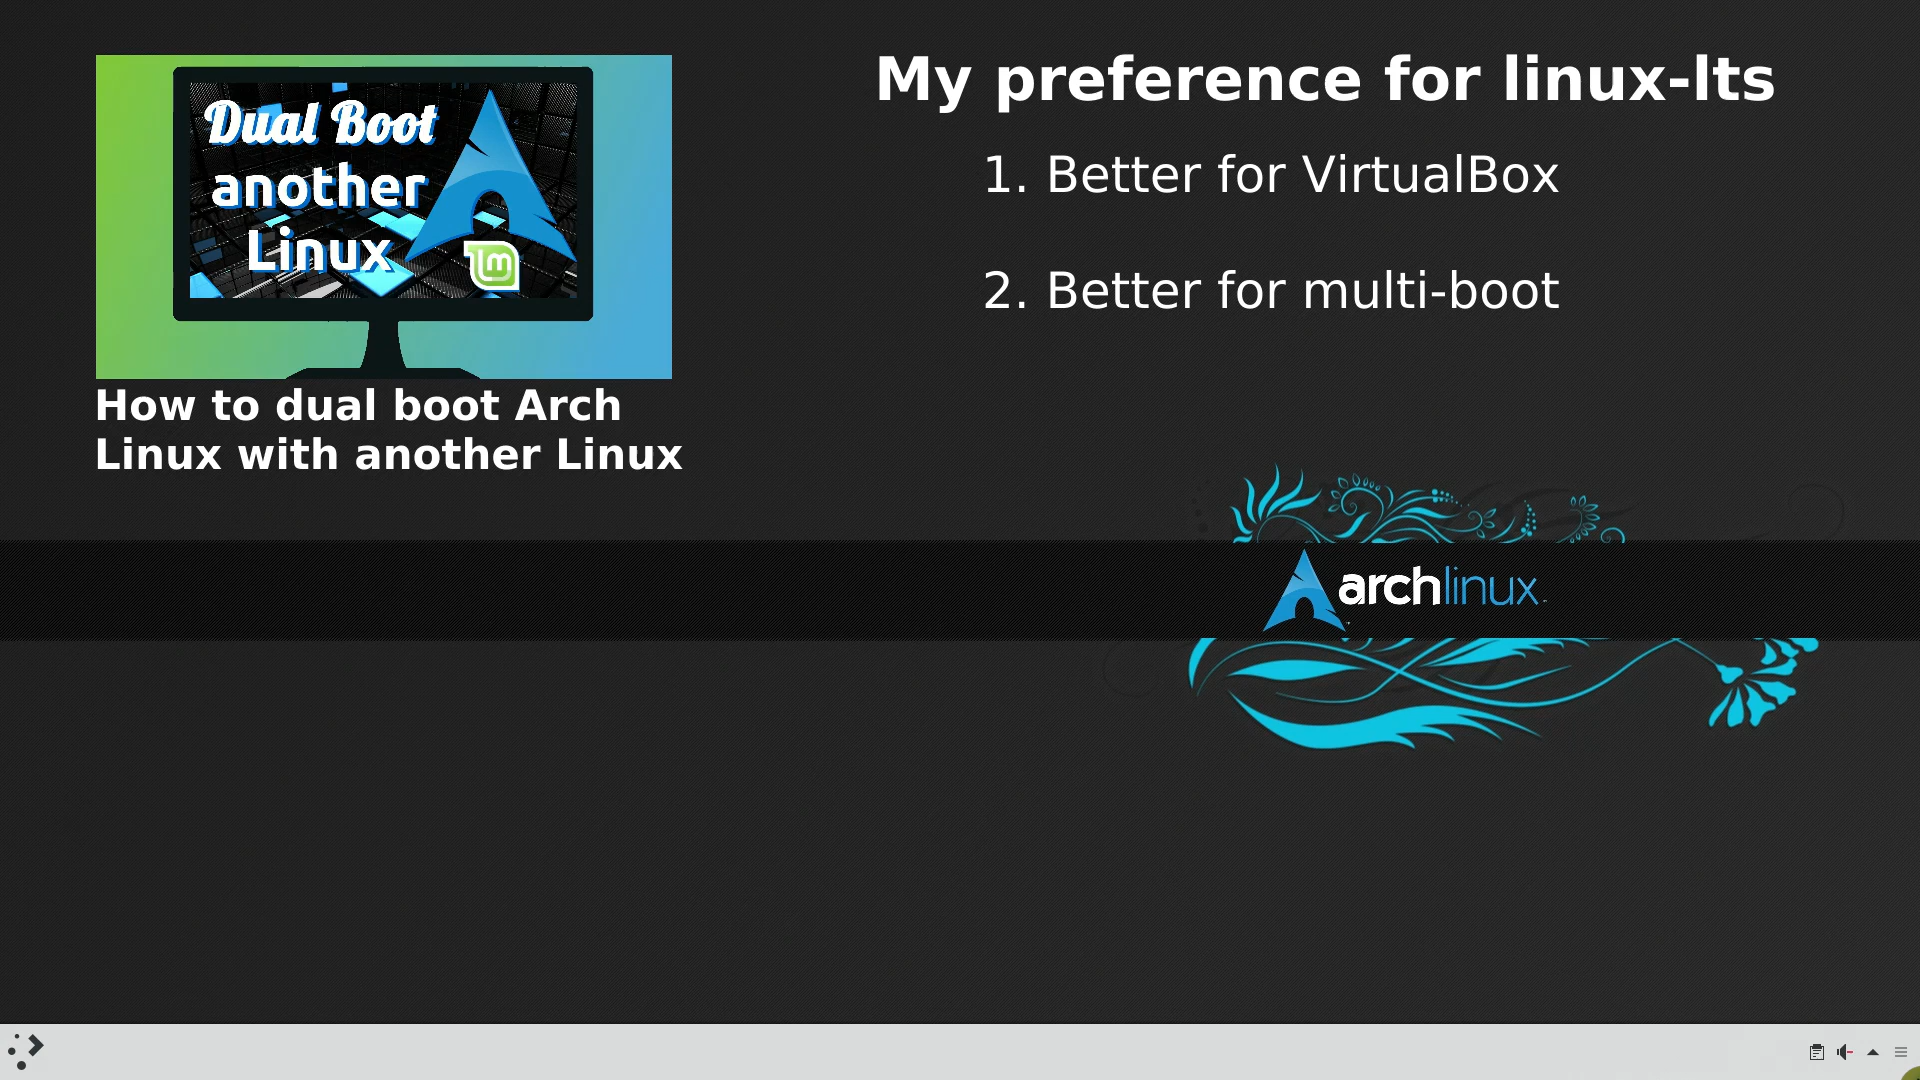 Dual Boot
another
Linux
lm
How to dual boot Arch
Linux with another Linux
My preference for linux-lts
1. Better for VirtualBox
2. Better for multi-boot
archlinux